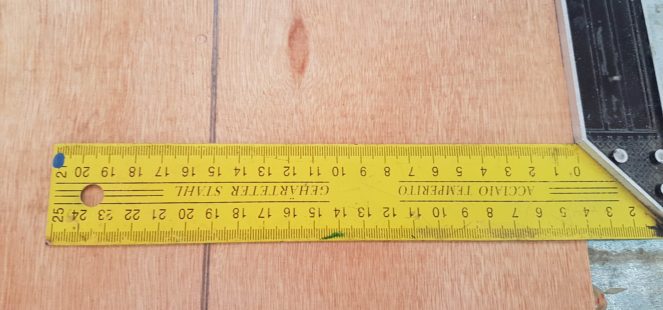 2 3 4 5 6 7 8 9 10 11 12 13 14 15 16 17 18 19 20 21 22 23 24 25
ACCIAIO TEMPERITO GEHÄRTETER STAHL
0 1 2 3 4 5 6 7 8 9 10 11 12 13 14 15 16 17 18 19 20 21